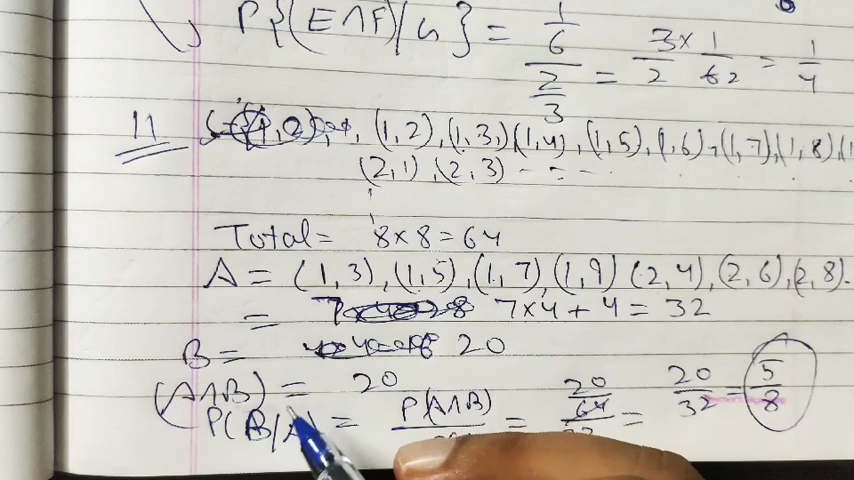 P{(E∩F)/G} = 1/6 / 2/3 = 3/2 × 1/62 = 1/4
11 (1,2), (1,3), (1,4), (1,5), (1,6), (1,7), (1,8), (1
(2,1), (2,3) - - -
Total = 8×8 = 64
A = (1,3), (1,5), (1,7), (1,9) (2,4), (2,6), (2,8).
= 7×4 + 4 = 32
B = 20
(A∩B) = 20
P(B/A) = P(A∩B) = 20/64 = 20/32 = 5/8